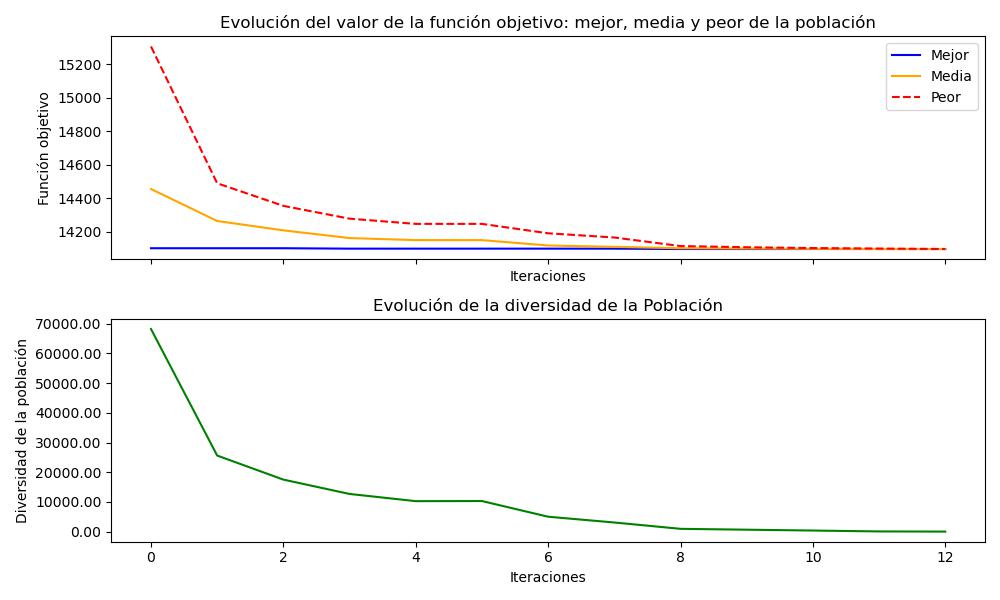 Evolución del valor de la función objetivo: mejor, media y peor de la población
Función objetivo
15200
15000
14800
14600
14400
14200
Mejor
Media
Peor
Iteraciones
Evolución de la diversidad de la Población
Diversidad de la población
70000.00
60000.00
50000.00
40000.00
30000.00
20000.00
10000.00
0.00
0 2 4 6 8 10 12
Iteraciones